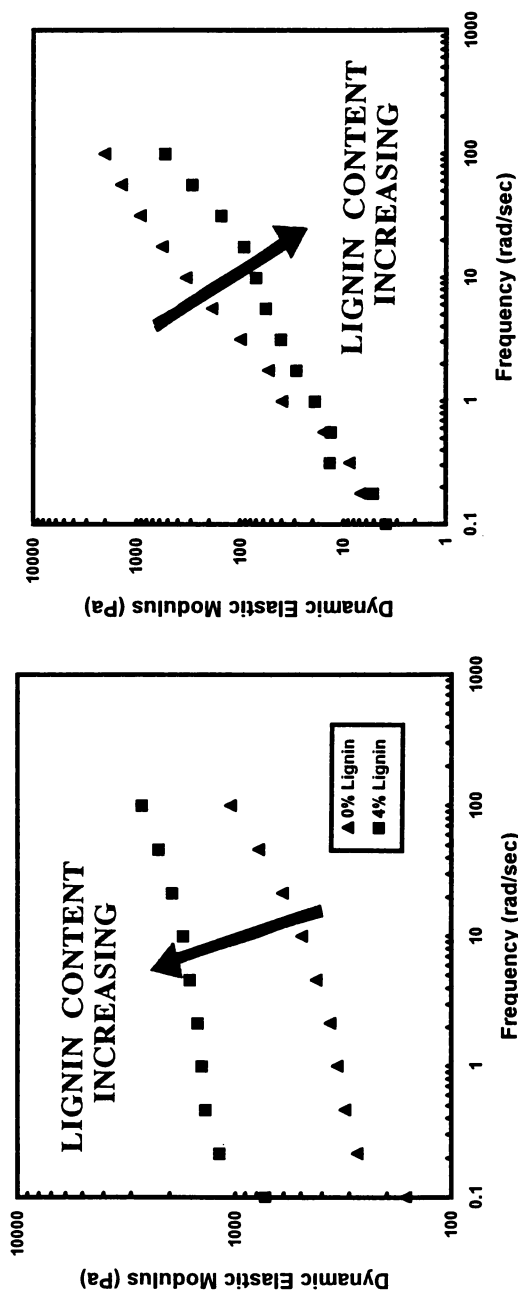 10000
1000
100
10
1
0.1
1
10
100
1000
Dynamic Elastic Modulus (Pa)
Frequency (rad/sec)
LIGNIN CONTENT
INCREASING
10000
1000
100
0.1
1
10
100
1000
Dynamic Elastic Modulus (Pa)
Frequency (rad/sec)
LIGNIN CONTENT
INCREASING
0% Lignin
4% Lignin